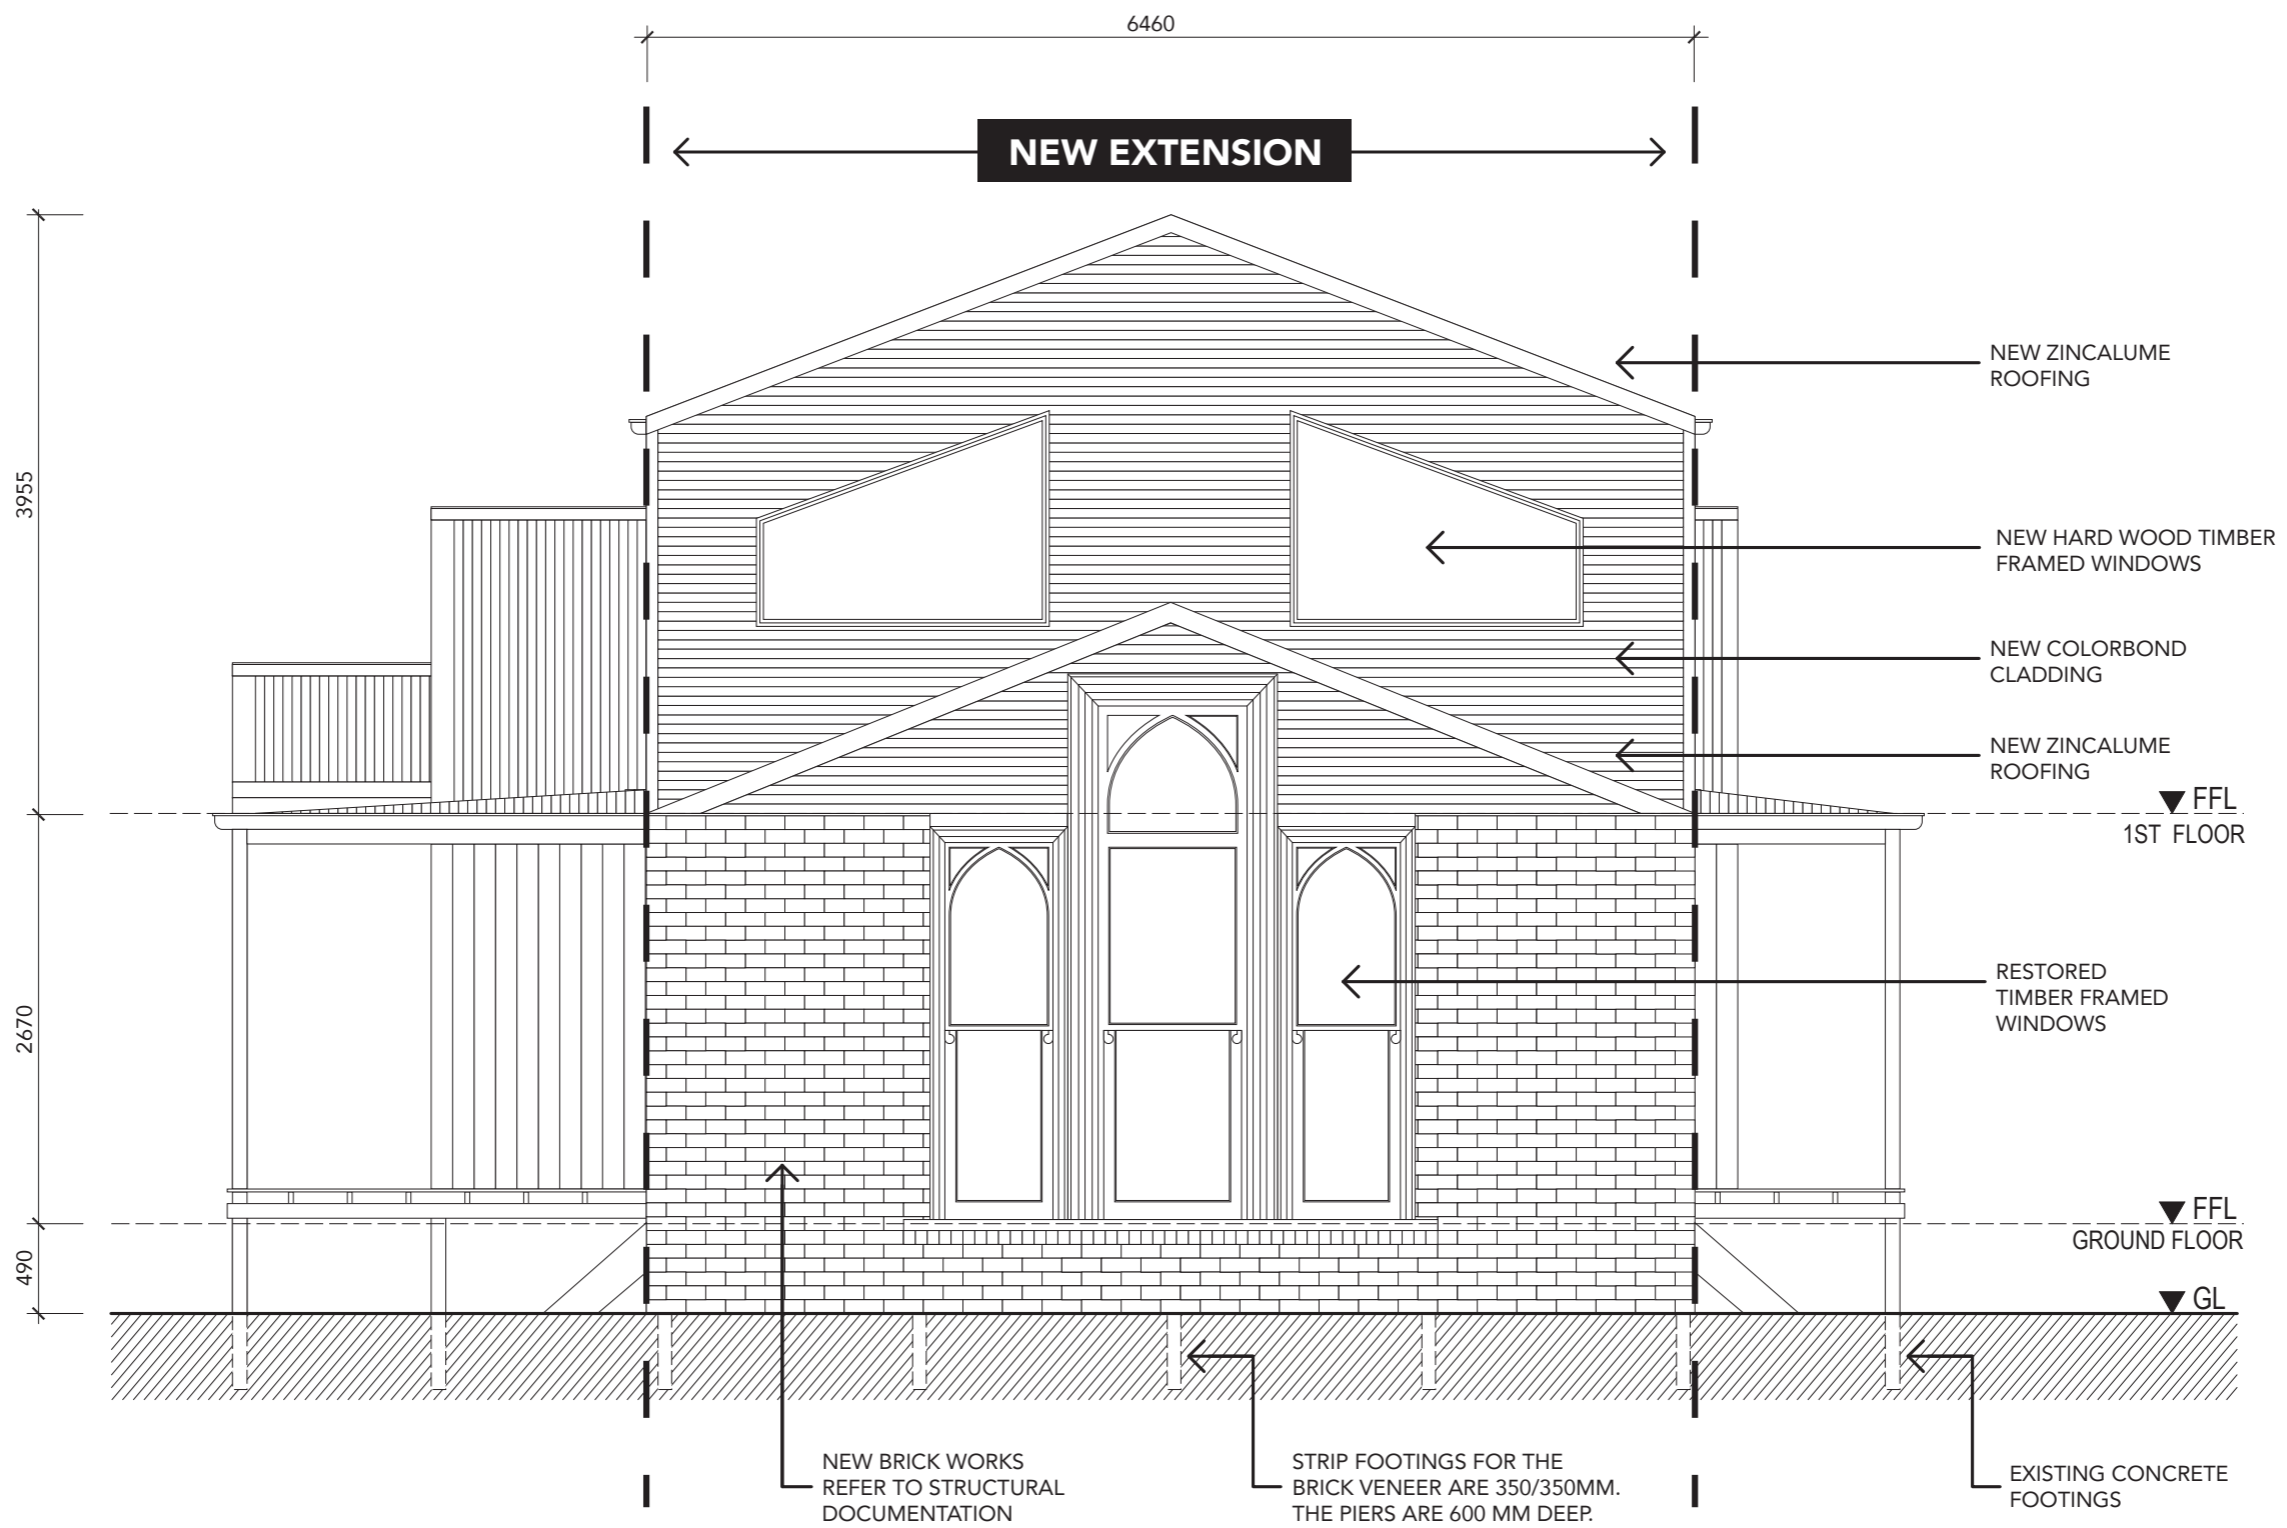 6460
NEW EXTENSION
3955
NEW ZINCALUME
ROOFING
NEW HARD WOOD TIMBER
FRAMED WINDOWS
NEW COLORBOND
CLADDING
NEW ZINCALUME
ROOFING
FFL
1ST FLOOR
2670
RESTORED
TIMBER FRAMED
WINDOWS
FFL
GROUND FLOOR
490
GL
NEW BRICK WORKS
REFER TO STRUCTURAL
DOCUMENTATION
STRIP FOOTINGS FOR THE
BRICK VENEER ARE 350/350MM.
THE PIERS ARE 600 MM DEEP.
EXISTING CONCRETE
FOOTINGS